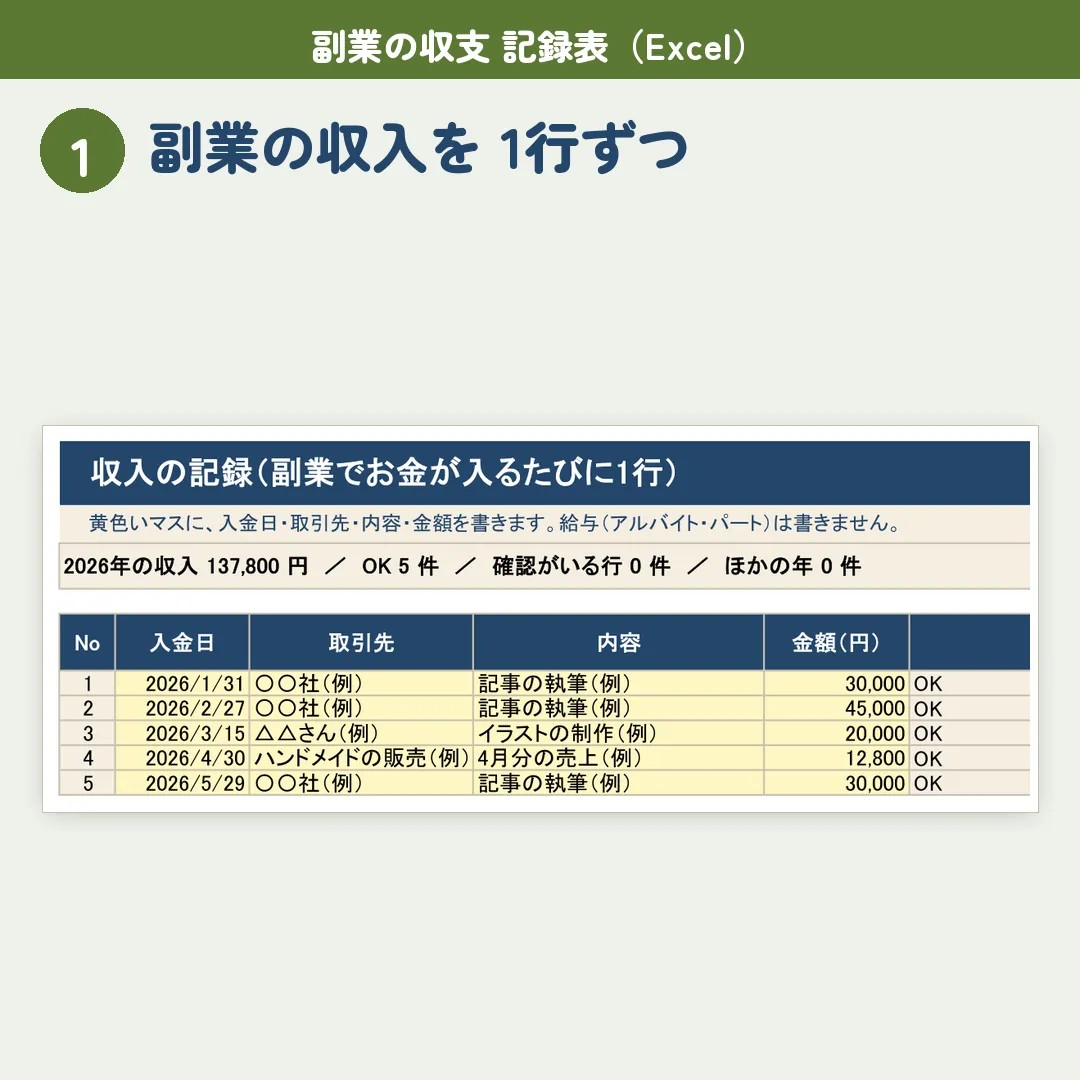 副業の収支 記録表（Excel）
1 副業の収入を 1行ずつ
収入の記録（副業でお金が入るたびに1行）
黄色いマスに、入金日・取引先・内容・金額を書きます。給与（アルバイト・パート）は書きません。
2026年の収入 137,800 円 ／ OK 5 件 ／ 確認がいる行 0 件 ／ ほかの年 0 件
No 入金日 取引先 内容 金額（円）
1 2026/1/31 〇〇社（例） 記事の執筆（例） 30,000 OK
2 2026/2/27 〇〇社（例） 記事の執筆（例） 45,000 OK
3 2026/3/15 △△さん（例） イラストの制作（例） 20,000 OK
4 2026/4/30 ハンドメイドの販売（例） 4月分の売上（例） 12,800 OK
5 2026/5/29 〇〇社（例） 記事の執筆（例） 30,000 OK